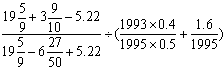 (19 5/9 + 3 9/10 − 5.22)/(19 5/9 − 6 27/50 + 5.22) ÷ ((1993×0.4)/(1995×0.5) + 1.6/1995)